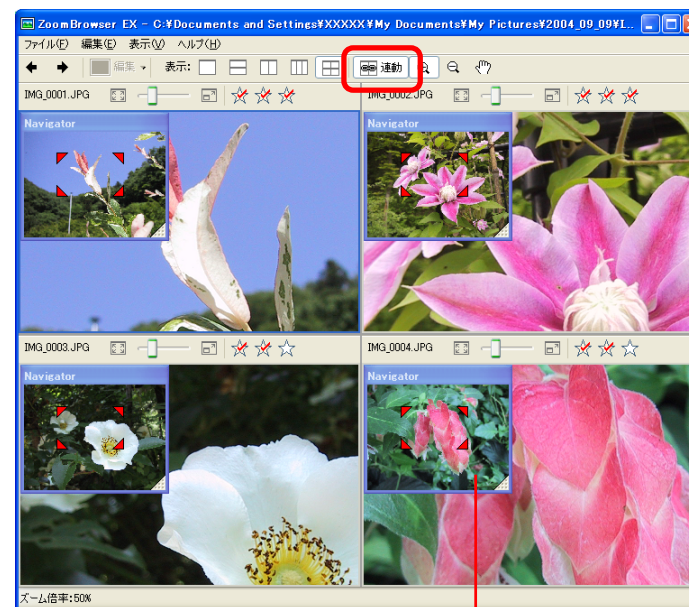 ZoomBrowser EX - C:¥Documents and Settings¥XXXXX¥My Documents¥My Pictures¥2004_09_09¥I...
ファイル(F) 編集(E) 表示(V) ヘルプ(H)
編集 表示: 連動
IMG_0001.JPG IMG_0002.JPG
Navigator Navigator
IMG_0003.JPG IMG_0004.JPG
Navigator Navigator
ズーム倍率:50%